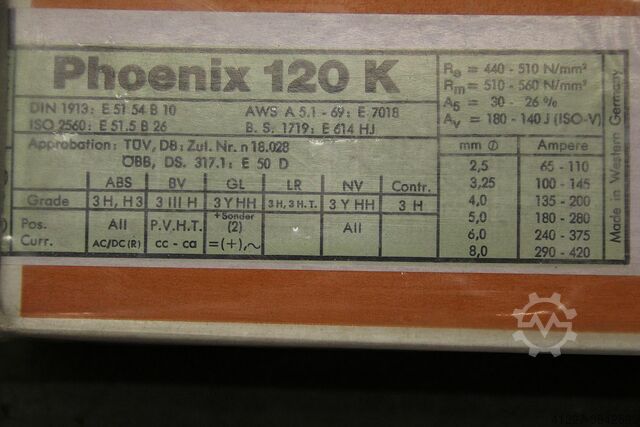 Phoenix 120 K
DIN 1913: E 51 54 B 10 AWS A 5.1 - 69: E 7018
ISO 2560: E 51.5 B 26 B. S. 1719: E 614 HJ
Approbation: TÜV, DB: Zul. Nr. n 18.028
ÖBB, DS. 317.1: E 50 D
ABS BV GL LR NV Contr.
Grade 3 H, H3 3 III H 3 Y HH 3 H, 3 H. T. 3 Y HH 3 H
+Sonder
Pos. All P.V.H.T. (2) All
Curr. AC/DC (R) cc - ca =(+),~
Re = 440 - 510 N/mm²
Rm = 510 - 560 N/mm²
A5 = 30 - 26 %
Av = 180 - 140 J (ISO-V)
mm Ø Ampere
2,5 65 - 110
3,25 100 - 145
4,0 135 - 200
5,0 180 - 280
6,0 240 - 375
8,0 290 - 420
Made in Western Germany